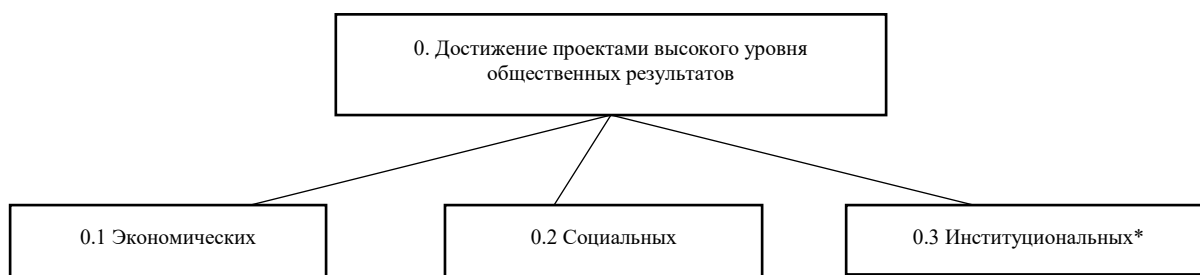 0. Достижение проектами высокого уровня
общественных результатов
0.1 Экономических
0.2 Социальных
0.3 Институциональных*